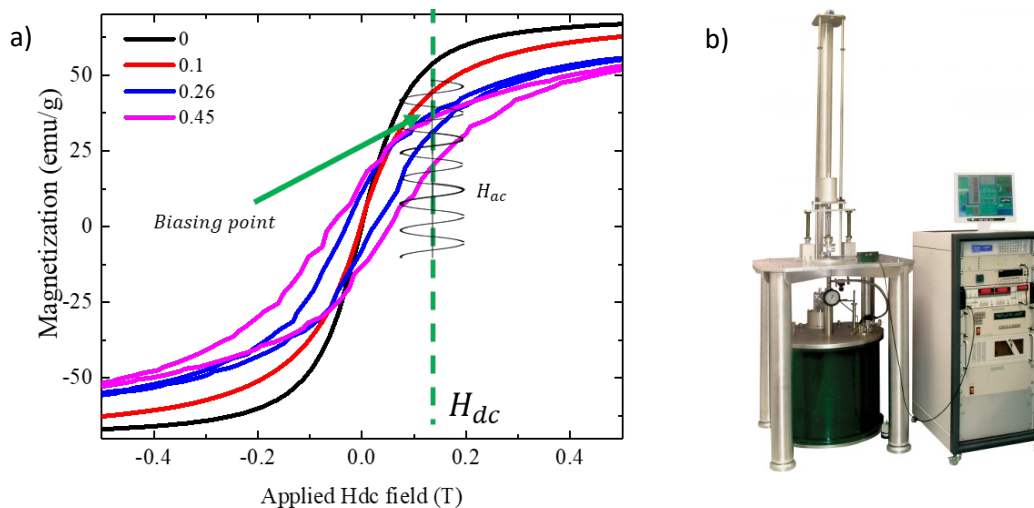 a)
b)
0
0.1
0.26
0.45
Magnetization (emu/g)
50
25
0
-25
-50
Biasing point
H_ac
H_dc
-0.4
-0.2
0.0
0.2
0.4
Applied Hdc field (T)